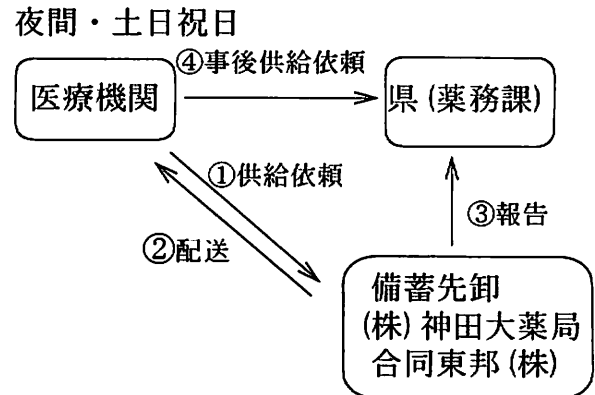 夜間・土日祝日
④事後供給依頼
医療機関
県(薬務課)
①供給依頼
②配送
③報告
備蓄先卸
(株)神田大薬局
合同東邦(株)